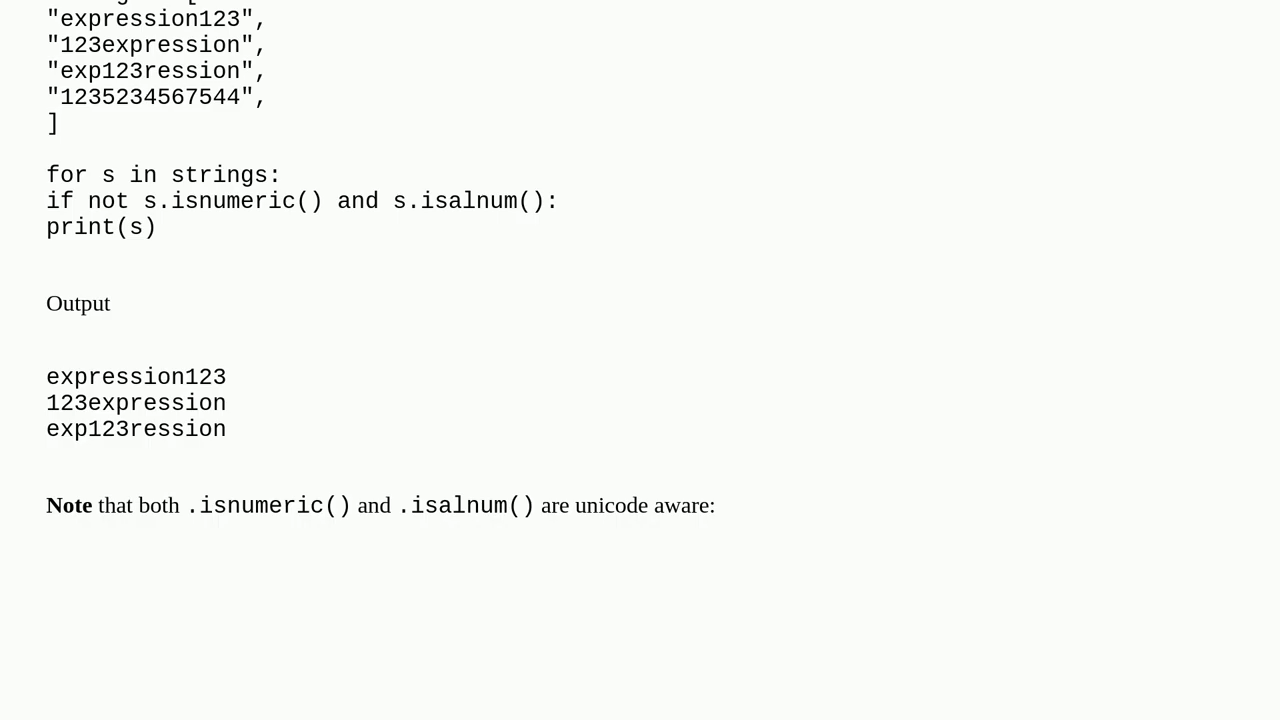 "expression123",
"123expression",
"exp123ression",
"1235234567544",
]
for s in strings:
if not s.isnumeric() and s.isalnum():
print(s)
Output
expression123
123expression
exp123ression
Note that both .isnumeric() and .isalnum() are unicode aware: